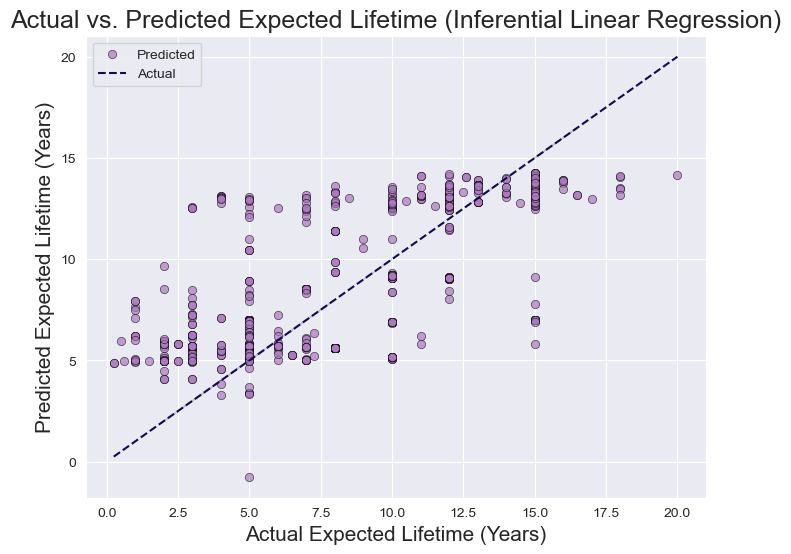 Actual vs. Predicted Expected Lifetime (Inferential Linear Regression)
Predicted
Actual
Predicted Expected Lifetime (Years)
20
15
10
5
0
0.0 2.5 5.0 7.5 10.0 12.5 15.0 17.5 20.0
Actual Expected Lifetime (Years)